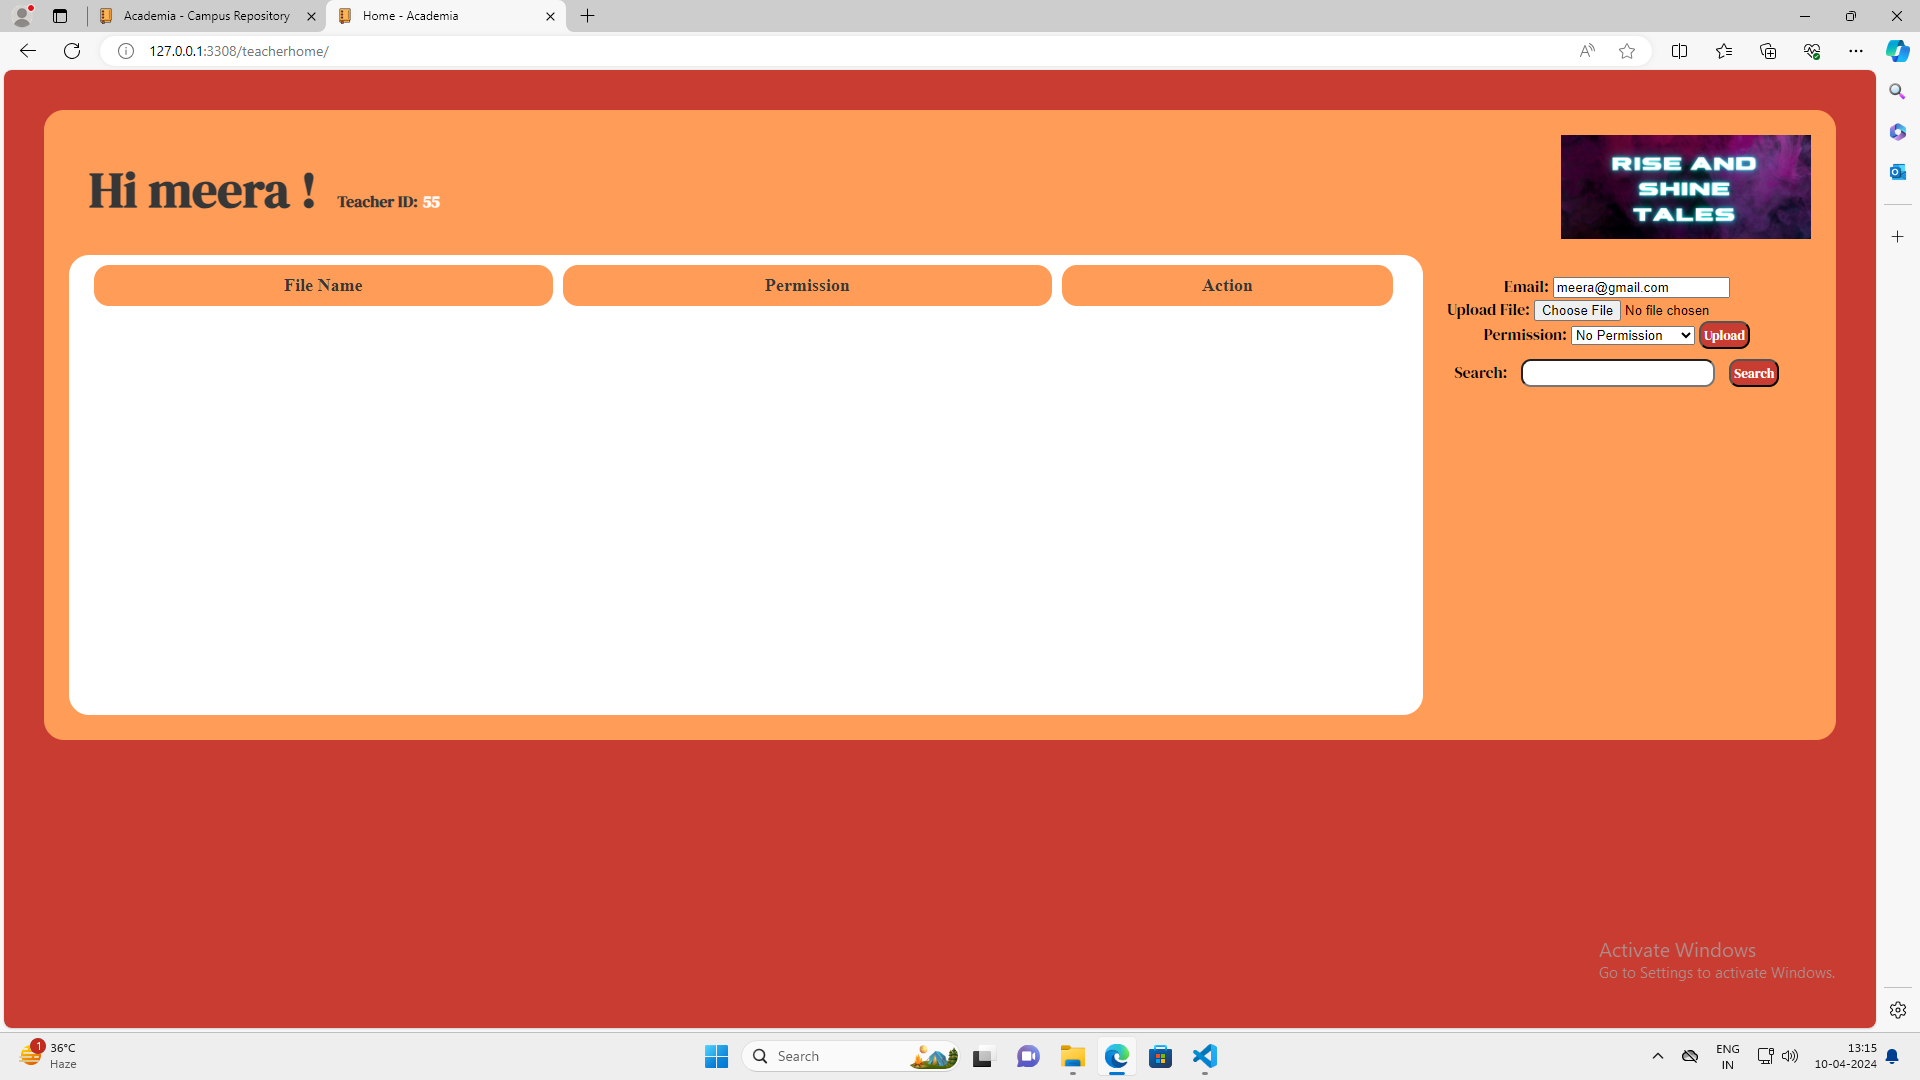 Academia - Campus Repository
Home - Academia
127.0.0.1:3308/teacherhome/
Hi meera !
Teacher ID: 55
RISE AND
SHINE
TALES
File Name
Permission
Action
Email: meera@gmail.com
Upload File: Choose File No file chosen
Permission: No Permission Upload
Search: Search
Activate Windows
Go to Settings to activate Windows.
1
36°C
Haze
Search
ENG
IN
13:15
10-04-2024